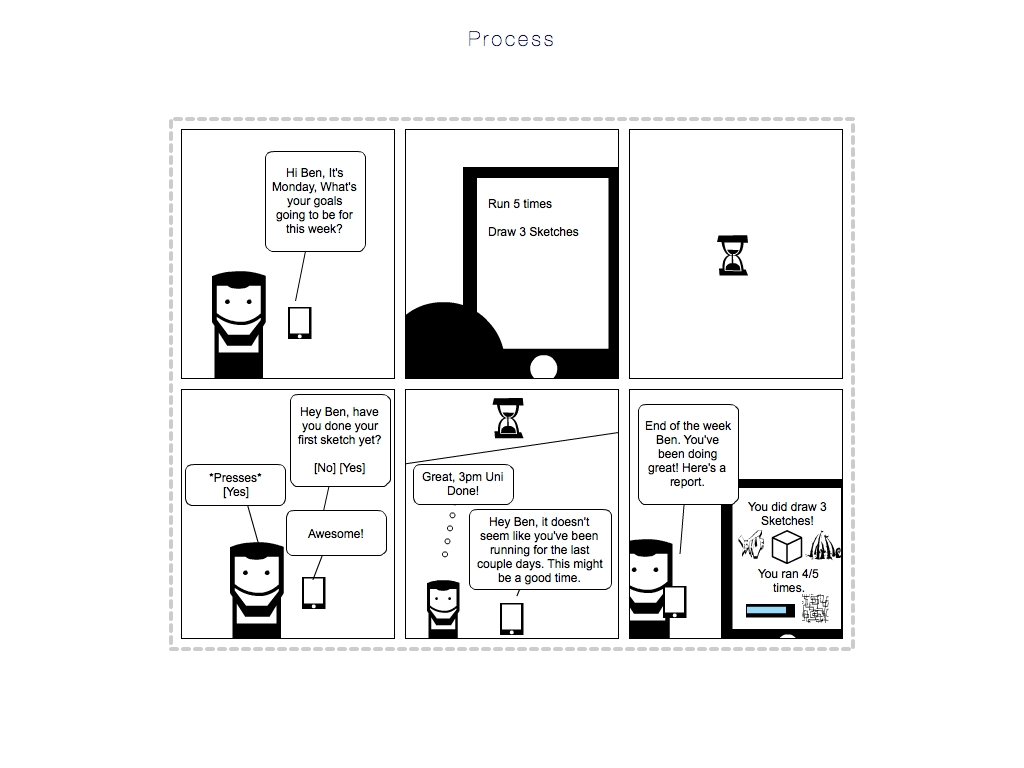 Process
Hi Ben, It's
Monday, What's
your goals
going to be for
this week?
Run 5 times
Draw 3 Sketches
Hey Ben, have
you done your
first sketch yet?
[No] [Yes]
*Presses*
[Yes]
Awesome!
Great, 3pm Uni
Done!
Hey Ben, it doesn't
seem like you've been
running for the last
couple days. This might
be a good time.
End of the week
Ben. You've
been doing
great! Here's a
report.
You did draw 3
Sketches!
You ran 4/5
times.